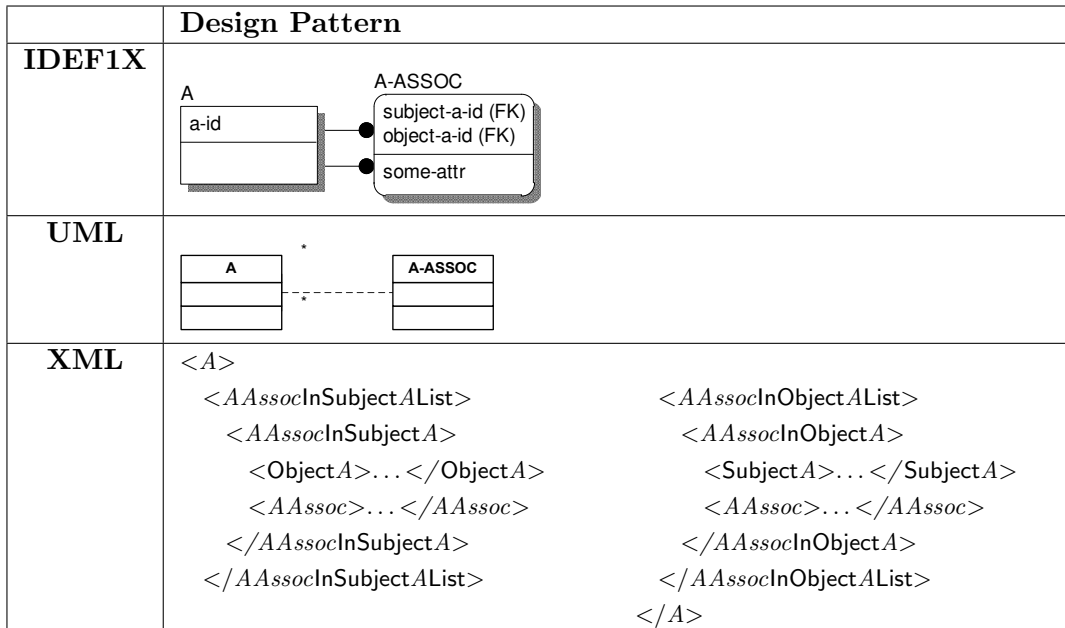 Design Pattern
IDEF1X
A
a-id
A-ASSOC
subject-a-id (FK)
object-a-id (FK)
some-attr
UML
*
A
A-ASSOC
*
XML
<A>
<AAssocInSubjectAList>
<AAssocInSubjectA>
<ObjectA>...</ObjectA>
<AAssoc>...</AAssoc>
</AAssocInSubjectA>
</AAssocInSubjectAList>
<AAssocInObjectAList>
<AAssocInObjectA>
<SubjectA>...</SubjectA>
<AAssoc>...</AAssoc>
</AAssocInObjectA>
</AAssocInObjectAList>
</A>